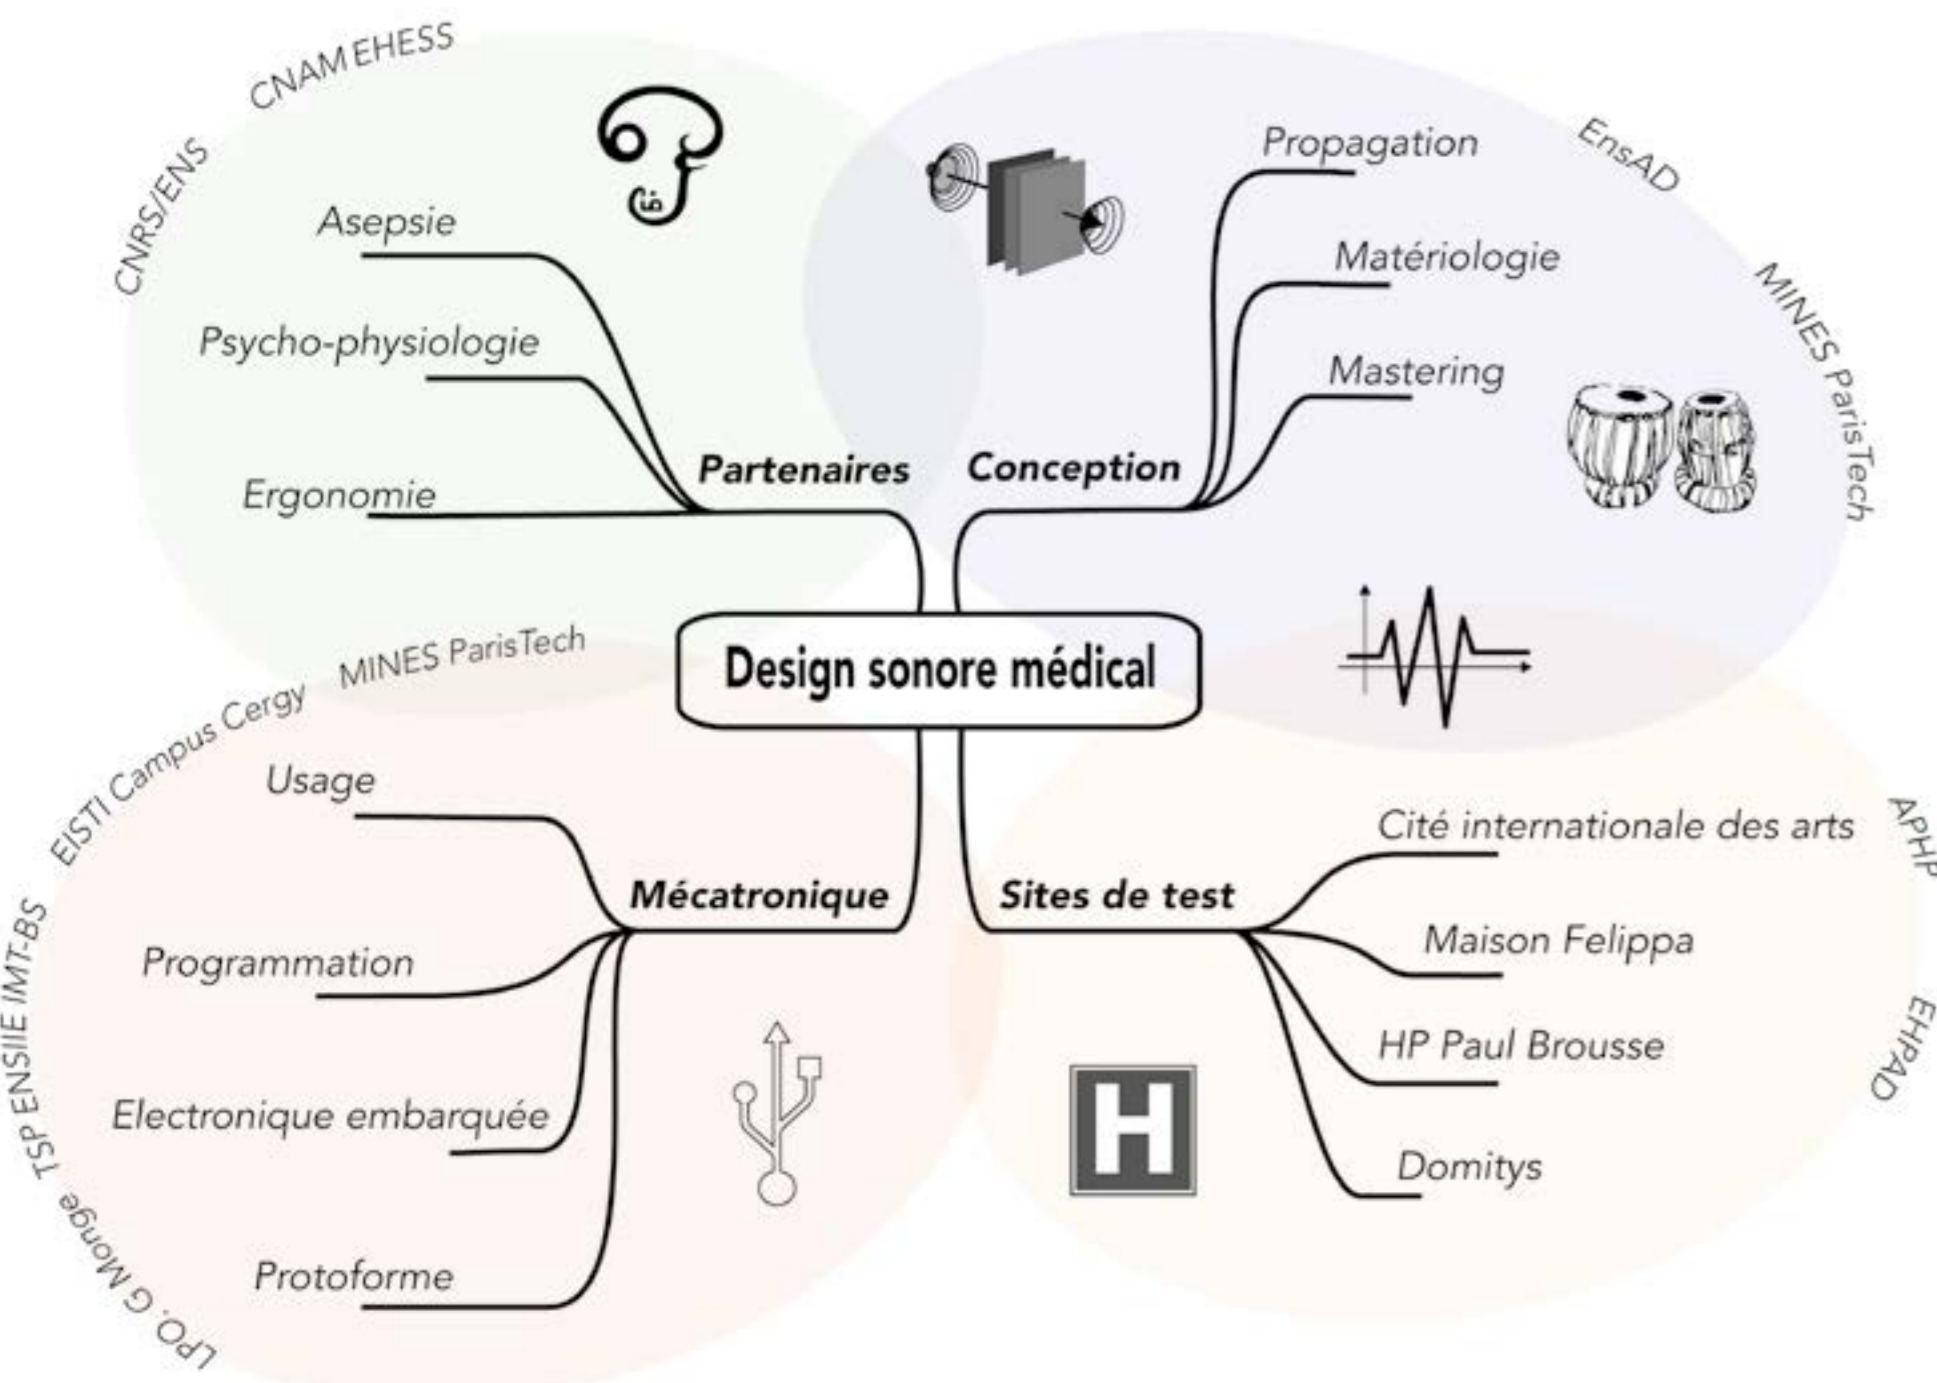 CNAM EHESS
CNRS/ENS
Asepsie
Psycho-physiologie
Ergonomie
Partenaires
Conception
Propagation
Matériologie
Mastering
EnsAD
MINES ParisTech
Design sonore médical
MINES ParisTech
EISTI Campus Cergy
TSP ENSIIE IMT-BS
LPO. G Monge
Usage
Programmation
Electronique embarquée
Protoforme
Mécatronique
Sites de test
Cité internationale des arts
Maison Felippa
HP Paul Brousse
Domitys
APHP
EHPAD
H